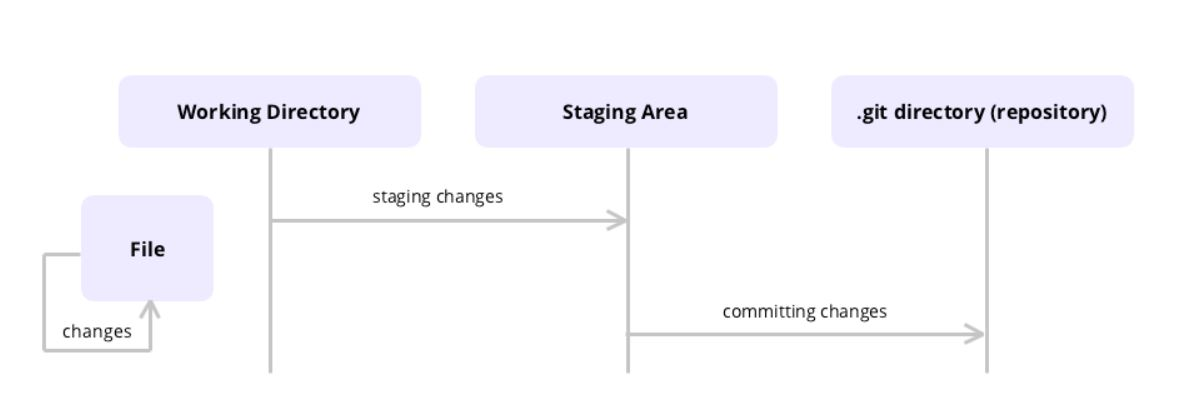 Working Directory
Staging Area
.git directory (repository)
staging changes
File
committing changes
changes